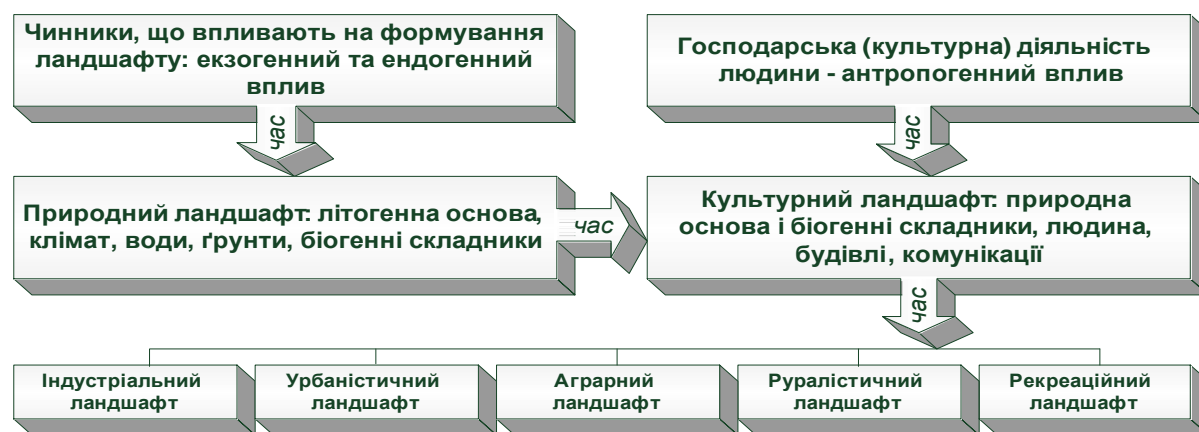 Чинники, що впливають на формування
ландшафту: екзогенний та ендогенний
вплив
Господарська (культурна) діяльність
людини - антропогенний вплив
час
час
Природний ландшафт: літогенна основа,
клімат, води, ґрунти, біогенні складники
час
Культурний ландшафт: природна
основа і біогенні складники, людина,
будівлі, комунікації
час
Індустріальний
ландшафт
Урбаністичний
ландшафт
Аграрний
ландшафт
Руралістичний
ландшафт
Рекреаційний
ландшафт